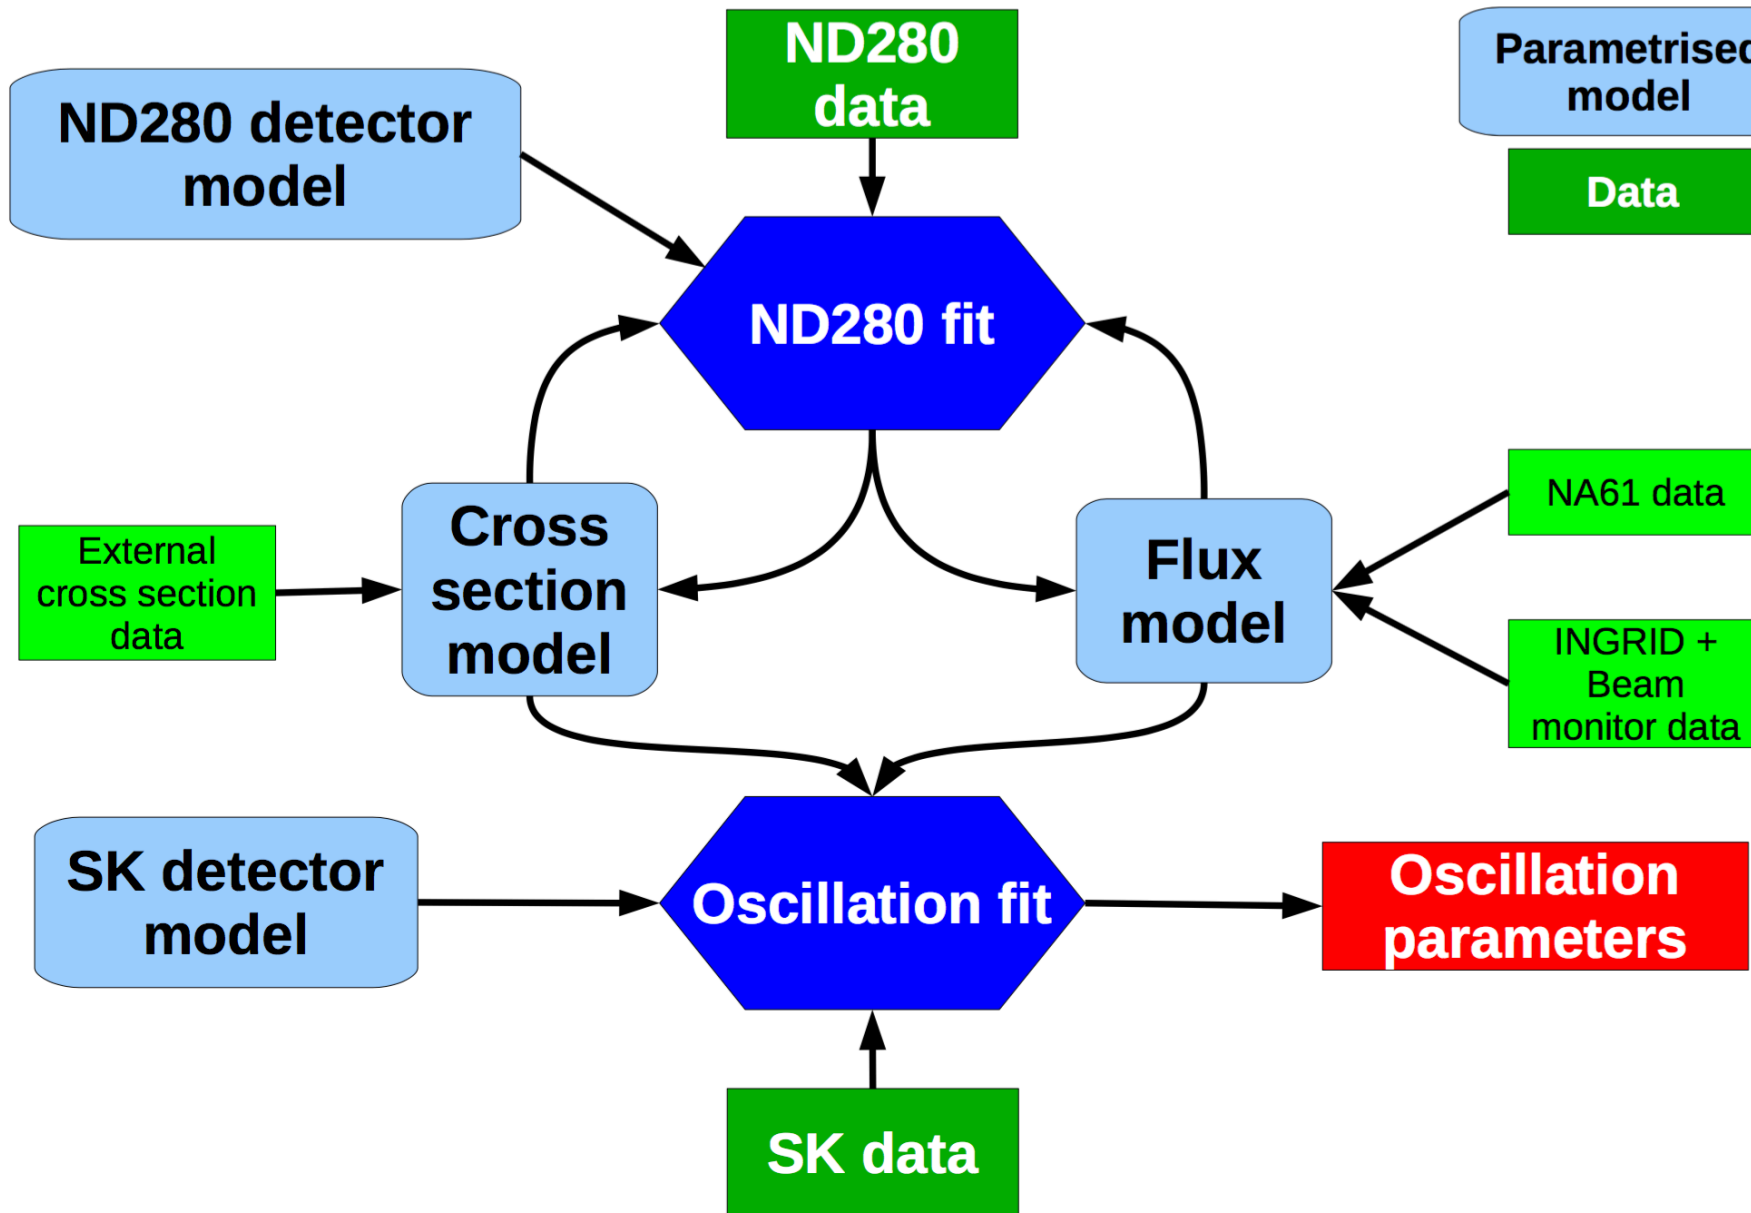 ND280
data
Parametrised
model
ND280 detector
model
Data
ND280 fit
NA61 data
External
cross section
data
Cross
section
model
Flux
model
INGRID +
Beam
monitor data
SK detector
model
Oscillation fit
Oscillation
parameters
SK data